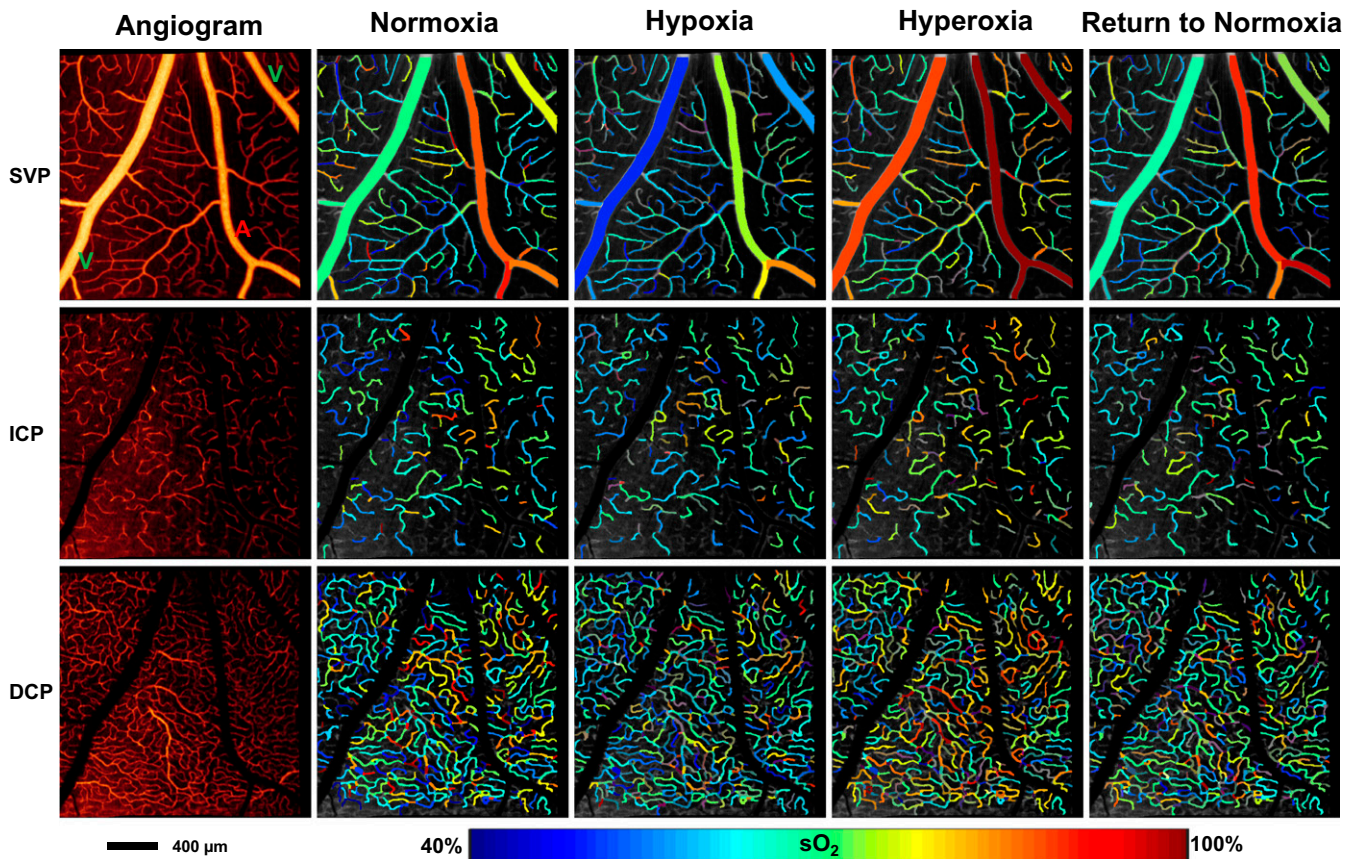 Angiogram Normoxia Hypoxia Hyperoxia Return to Normoxia
SVP
V
A
V
ICP
DCP
400 µm
40% sO₂ 100%